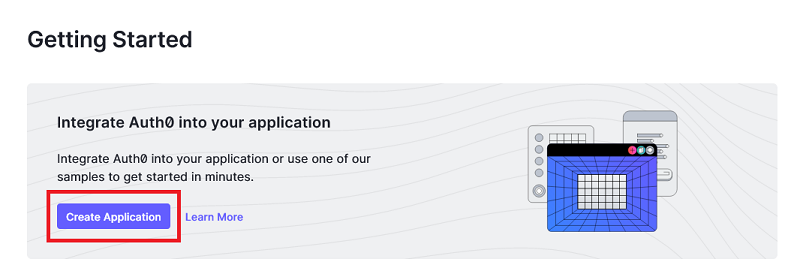 Getting Started
Integrate Auth0 into your application
Integrate Auth0 into your application or use one of our
samples to get started in minutes.
Create Application Learn More